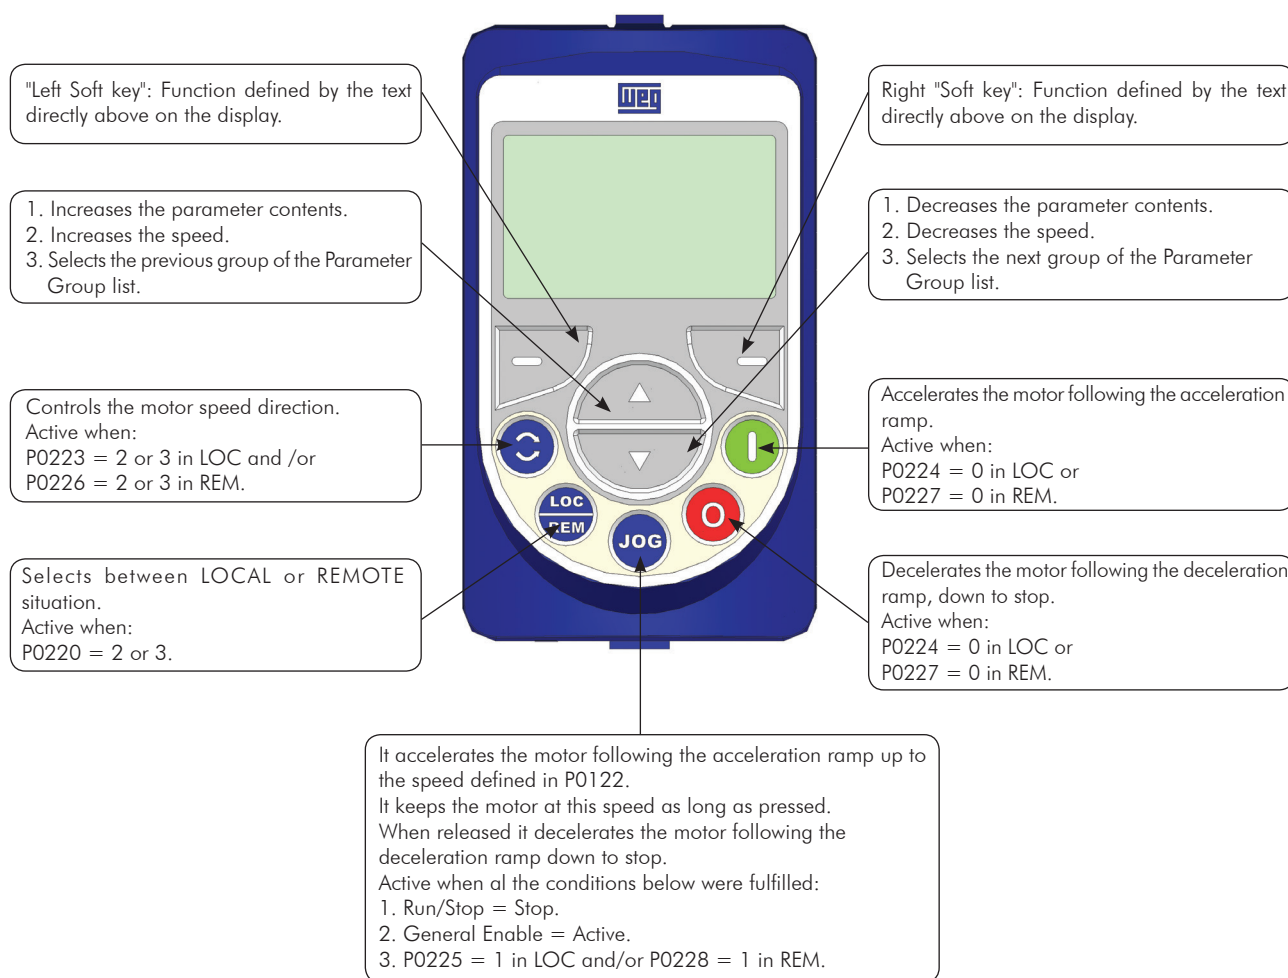 "Left Soft key": Function defined by the text
directly above on the display.
1. Increases the parameter contents.
2. Increases the speed.
3. Selects the previous group of the Parameter
Group list.
Controls the motor speed direction.
Active when:
P0223 = 2 or 3 in LOC and /or
P0226 = 2 or 3 in REM.
Selects between LOCAL or REMOTE
situation.
Active when:
P0220 = 2 or 3.
WEG
LOC
REM
JOG
Right "Soft key": Function defined by the text
directly above on the display.
1. Decreases the parameter contents.
2. Decreases the speed.
3. Selects the next group of the Parameter
Group list.
Accelerates the motor following the acceleration
ramp.
Active when:
P0224 = 0 in LOC or
P0227 = 0 in REM.
Decelerates the motor following the deceleration
ramp, down to stop.
Active when:
P0224 = 0 in LOC or
P0227 = 0 in REM.
It accelerates the motor following the acceleration ramp up to
the speed defined in P0122.
It keeps the motor at this speed as long as pressed.
When released it decelerates the motor following the
deceleration ramp down to stop.
Active when al the conditions below were fulfilled:
1. Run/Stop = Stop.
2. General Enable = Active.
3. P0225 = 1 in LOC and/or P0228 = 1 in REM.